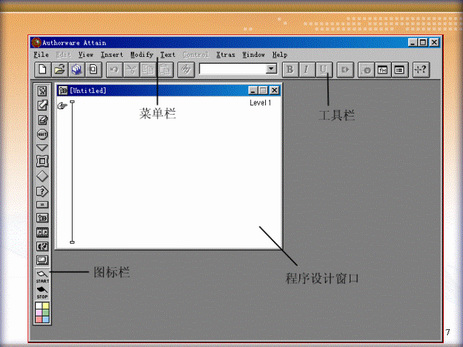 Authorware Attain
File Edit View Insert Modify Text Control Xtras Window Help
B I U
[Untitled]
Level 1
菜单栏
工具栏
图标栏
程序设计窗口
START
STOP
7